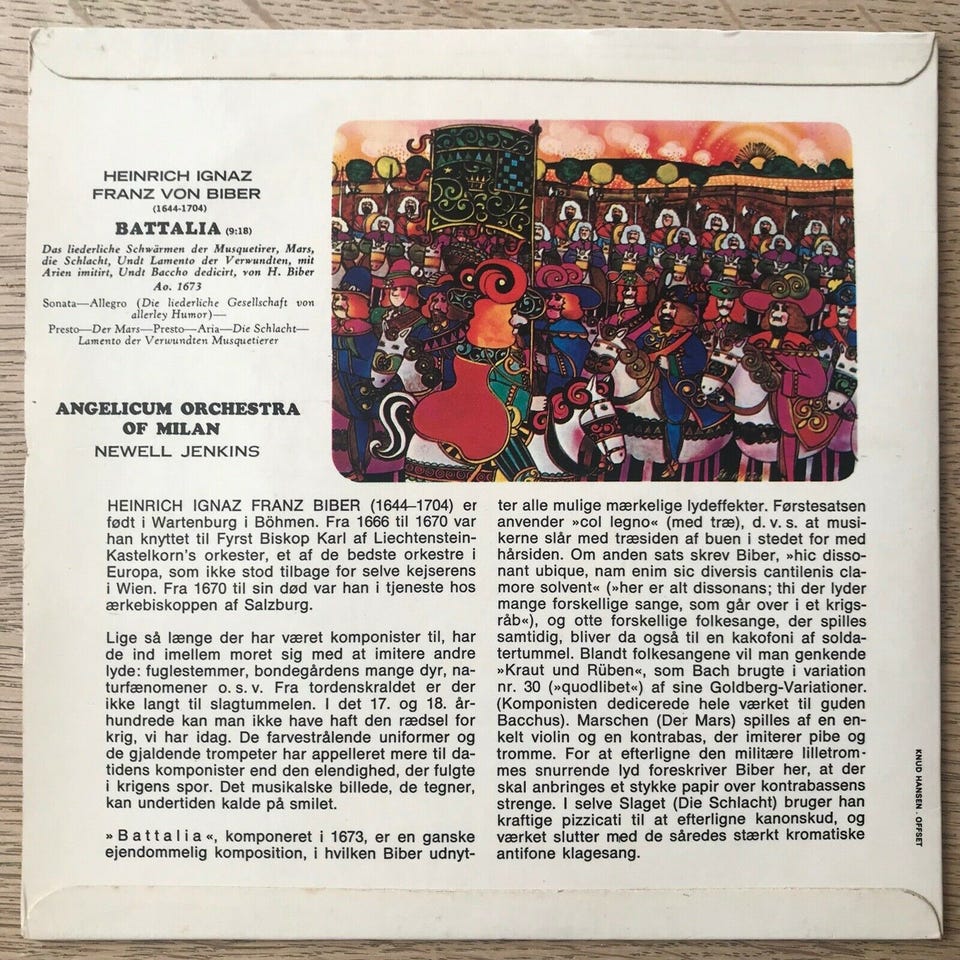 HEINRICH IGNAZ
FRANZ VON BIBER
(1644-1704)
BATTALIA (9:18)
Das liederliche Schwärmen der Musquetirer, Mars,
die Schlacht, Undt Lamento der Verwundten, mit
Arien imitirt, Undt Baccho dedicirt, von H. Biber
Ao. 1673
Sonata—Allegro (Die liederliche Gesellschaft von
allerley Humor)—
Presto—Der Mars—Presto—Aria—Die Schlacht—
Lamento der Verwundten Musquetierer
ANGELICUM ORCHESTRA
OF MILAN
NEWELL JENKINS
HEINRICH IGNAZ FRANZ BIBER (1644–1704) er
født i Wartenburg i Böhmen. Fra 1666 til 1670 var
han knyttet til Fyrst Biskop Karl af Liechtenstein-
Kastelkorn's orkester, et af de bedste orkestre i
Europa, som ikke stod tilbage for selve kejserens
i Wien. Fra 1670 til sin død var han i tjeneste hos
ærkebiskoppen af Salzburg.
Lige så længe der har været komponister til, har
de ind imellem moret sig med at imitere andre
lyde: fuglestemmer, bondegårdens mange dyr, na-
turfænomener o.s.v. Fra tordenskraldet er der
ikke langt til slagtummelen. I det 17. og 18. år-
hundrede kan man ikke have haft den rædsel for
krig, vi har idag. De farvestrålende uniformer og
de gjaldende trompeter har appelleret mere til da-
tidens komponister end den elendighed, der fulgte
i krigens spor. Det musikalske billede, de tegner,
kan undertiden kalde på smilet.
»Battalia«, komponeret i 1673, er en ganske
ejendommelig komposition, i hvilken Biber udnyt-
ter alle mulige mærkelige lydeffekter. Førstesatsen
anvender »col legno« (med træ), d.v.s. at musi-
kerne slår med træsiden af buen i stedet for med
hårsiden. Om anden sats skrev Biber, »hic disso-
nant ubique, nam enim sic diversis cantilenis cla-
more solvent« (»her er alt dissonans; thi der lyder
mange forskellige sange, som går over i et krigs-
råb«), og otte forskellige folkesange, der spilles
samtidig, bliver da også til en kakofoni af solda-
tertummel. Blandt folkesangene vil man genkende
»Kraut und Rüben«, som Bach brugte i variation
nr. 30 (»quodlibet«) af sine Goldberg-Variationer.
(Komponisten dedicerede hele værket til guden
Bacchus). Marschen (Der Mars) spilles af en en-
kelt violin og en kontrabas, der imiterer pibe og
tromme. For at efterligne den militære lilletrom-
mes snurrende lyd foreskriver Biber her, at der
skal anbringes et stykke papir over kontrabassens
strenge. I selve Slaget (Die Schlacht) bruger han
kraftige pizzicati til at efterligne kanonskud, og
værket slutter med de såredes stærkt kromatiske
antifone klagesang.
KNUD HANSEN · OFFSET